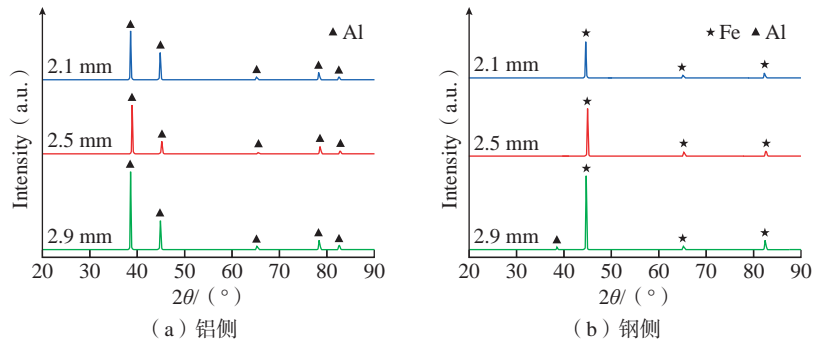 ▲ Al
Intensity（a.u.）
2.1 mm
2.5 mm
2.9 mm
20 30 40 50 60 70 80 90
2θ/（°）
（a）铝侧
★ Fe ▲ Al
Intensity（a.u.）
2.1 mm
2.5 mm
2.9 mm
20 30 40 50 60 70 80 90
2θ/（°）
（b）钢侧